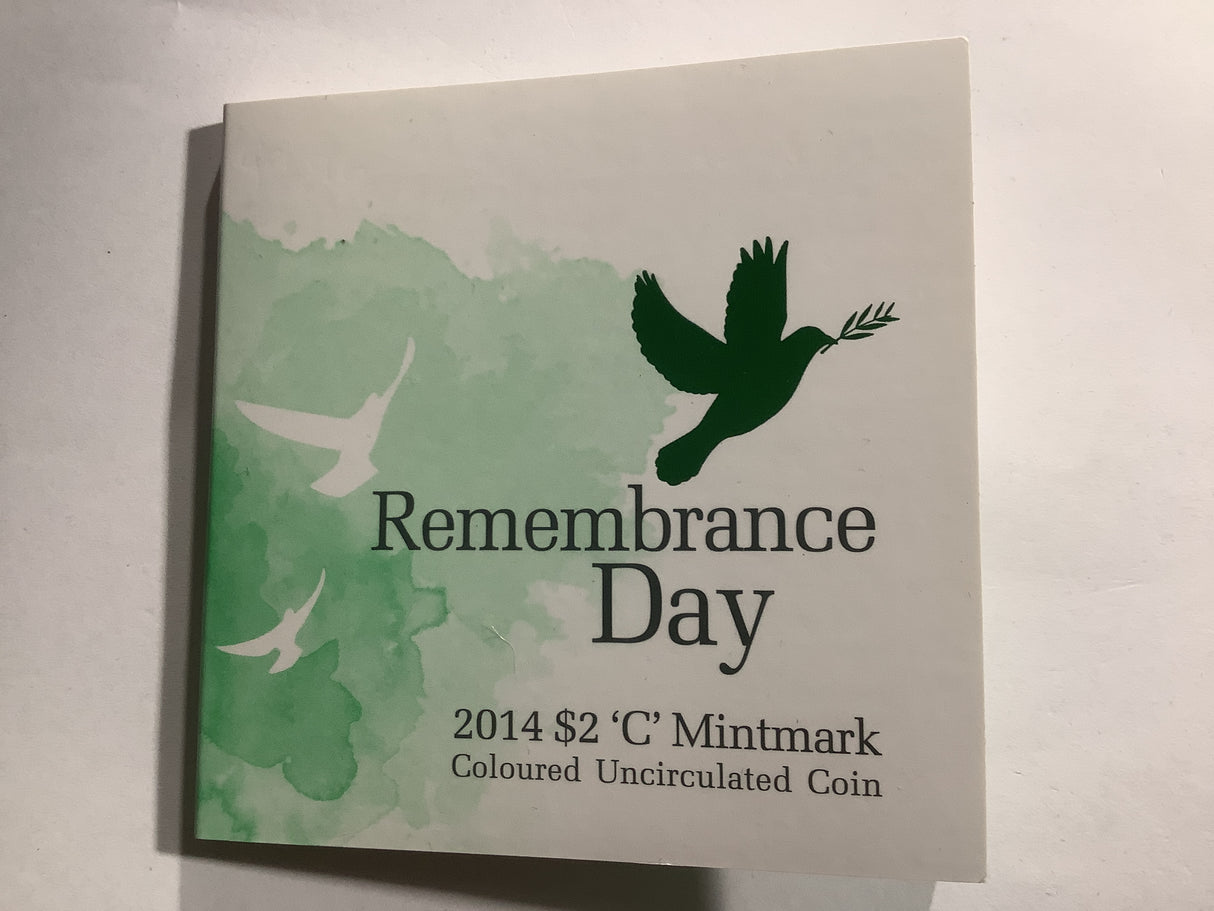 Remembrance
Day
2014 $2 ‘C’ Mintmark
Coloured Uncirculated Coin